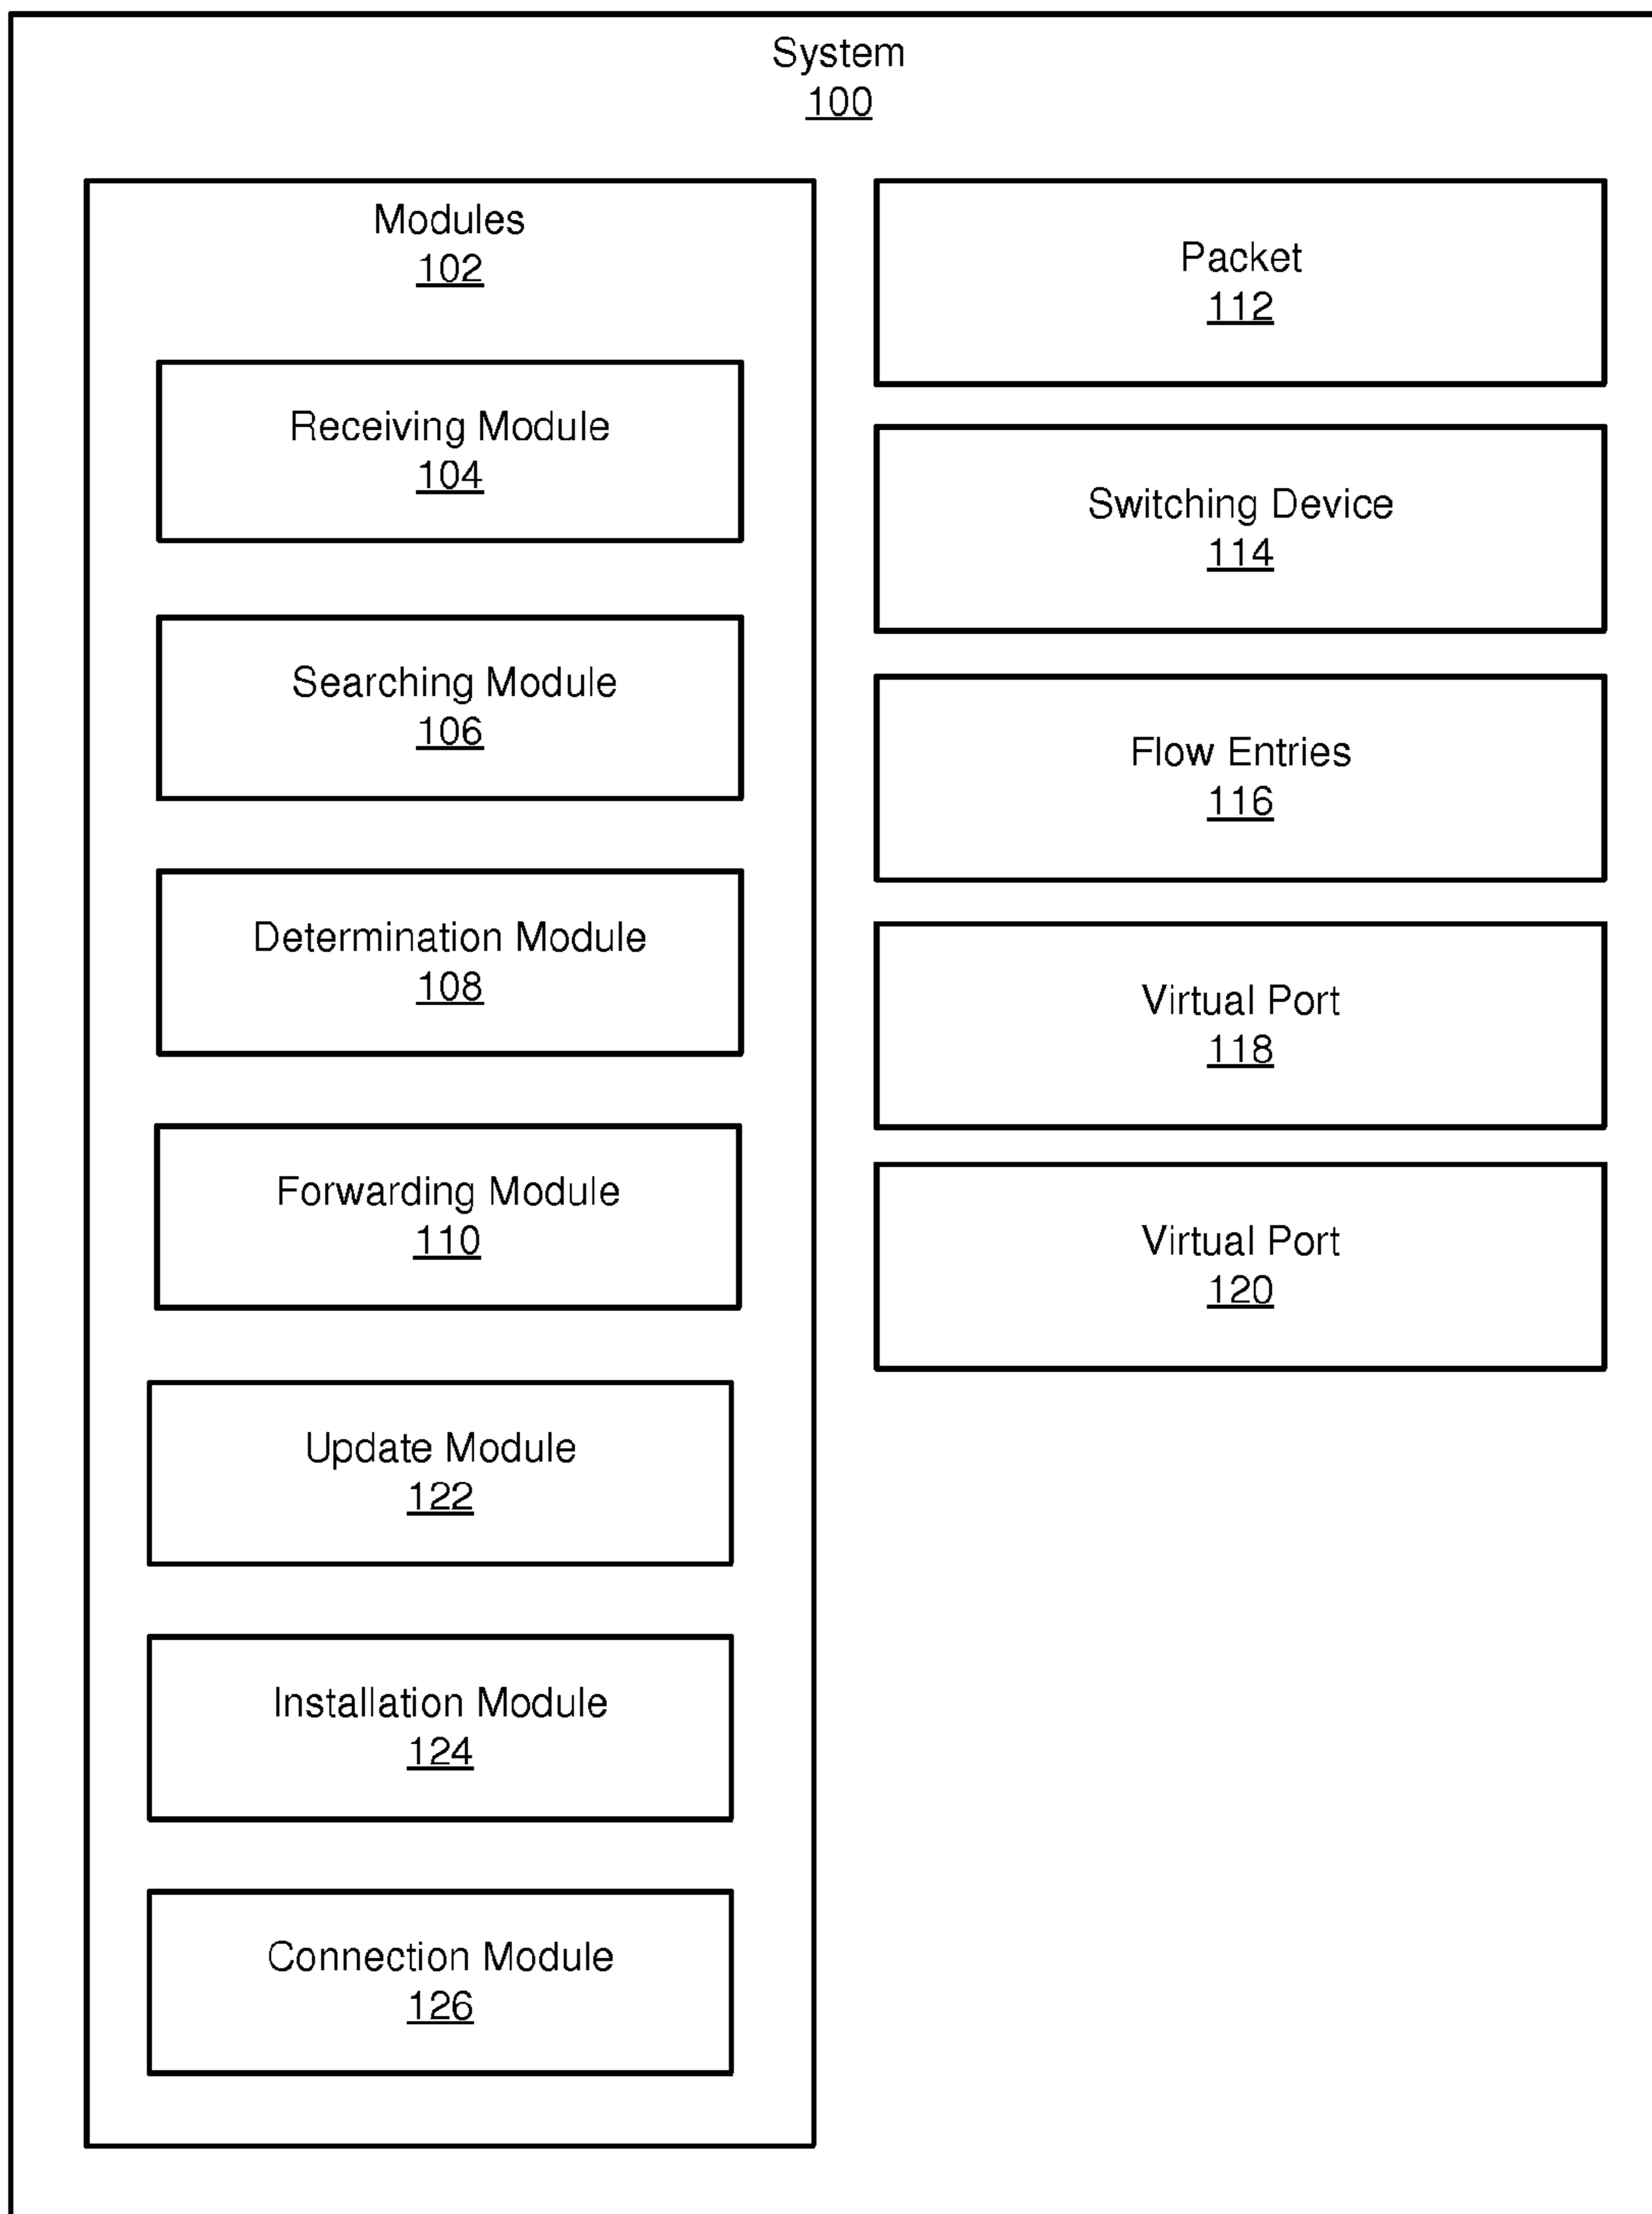 System
100
Modules
102
Receiving Module
104
Searching Module
106
Determination Module
108
Forwarding Module
110
Update Module
122
Installation Module
124
Connection Module
126
Packet
112
Switching Device
114
Flow Entries
116
Virtual Port
118
Virtual Port
120